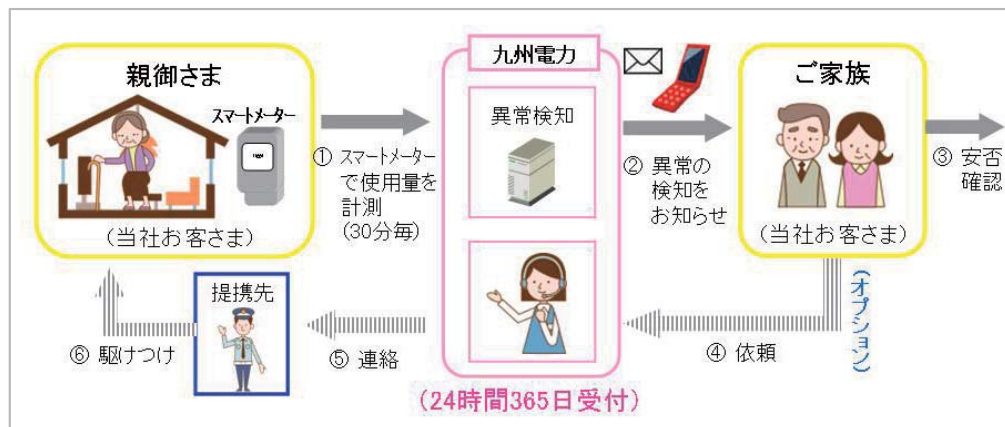 親御さま
スマートメーター
(当社お客さま)
① スマートメーター
で使用量を
計測
(30分毎)
九州電力
異常検知
② 異常の
検知を
お知らせ
ご家族
(当社お客さま)
③ 安否
確認
(オプション)
④ 依頼
(24時間365日受付)
⑤ 連絡
提携先
⑥ 駆けつけ